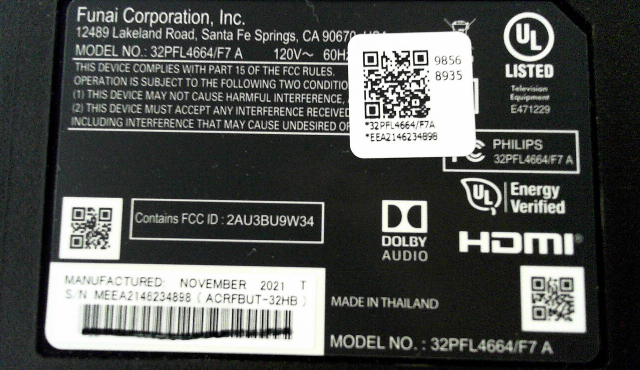 Funai Corporation, Inc.
12489 Lakeland Road, Santa Fe Springs, CA 90670, USA
MODEL NO.: 32PFL4664/F7 A 120V~ 60Hz
THIS DEVICE COMPLIES WITH PART 15 OF THE FCC RULES.
OPERATION IS SUBJECT TO THE FOLLOWING TWO CONDITIO
(1) THIS DEVICE MAY NOT CAUSE HARMFUL INTERFERENCE,
(2) THIS DEVICE MUST ACCEPT ANY INTERFERENCE RECEIVED
INCLUDING INTERFERENCE THAT MAY CAUSE UNDESIRED OP
9856
8935
*32PFL4664/F7A
*EEA2146234898
UL
LISTED
Television
Equipment
E471229
FC PHILIPS
32PFL4664/F7 A
UL Energy
Verified
Contains FCC ID : 2AU3BU9W34
DOLBY
AUDIO
HDMI®
MANUFACTURED: NOVEMBER 2021 T
S/N MEEA2146234898 (ACRFBUT-32HB)
MADE IN THAILAND
MODEL NO. : 32PFL4664/F7 A